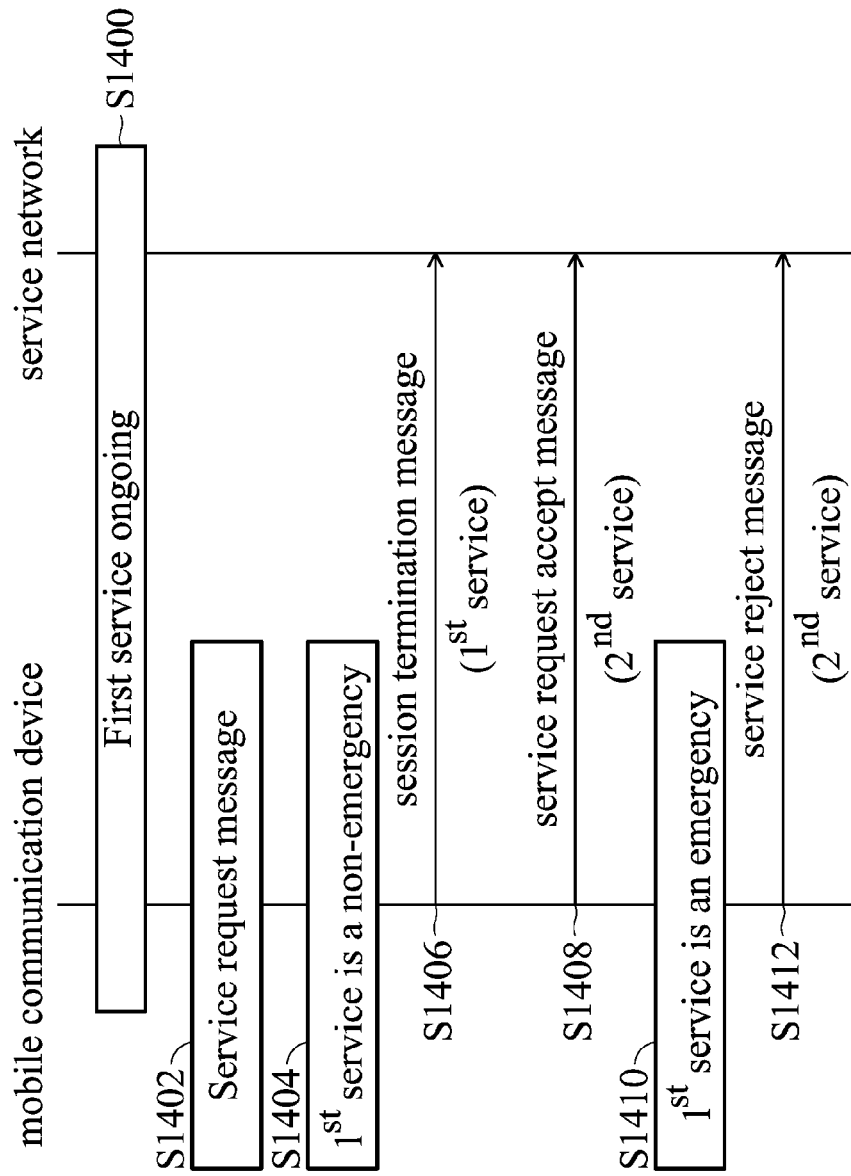 mobile communication device
service network
First service ongoing
S1400
S1402
Service request message
S1404
1st service is a non-emergency
session termination message
S1406
(1st service)
service request accept message
S1408
(2nd service)
S1410
1st service is an emergency
service reject message
S1412
(2nd service)